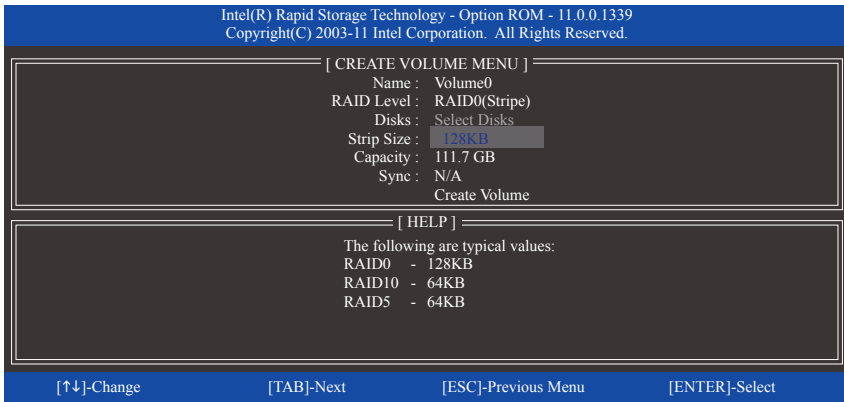 Intel(R) Rapid Storage Technology - Option ROM - 11.0.0.1339
Copyright(C) 2003-11 Intel Corporation.  All Rights Reserved.
[ CREATE VOLUME MENU ]
Name : Volume0
RAID Level : RAID0(Stripe)
Disks : Select Disks
Strip Size : 128KB
Capacity : 111.7 GB
Sync : N/A
Create Volume
[ HELP ]
The following are typical values:
RAID0 - 128KB
RAID10 - 64KB
RAID5 - 64KB
[↑↓]-Change [TAB]-Next [ESC]-Previous Menu [ENTER]-Select